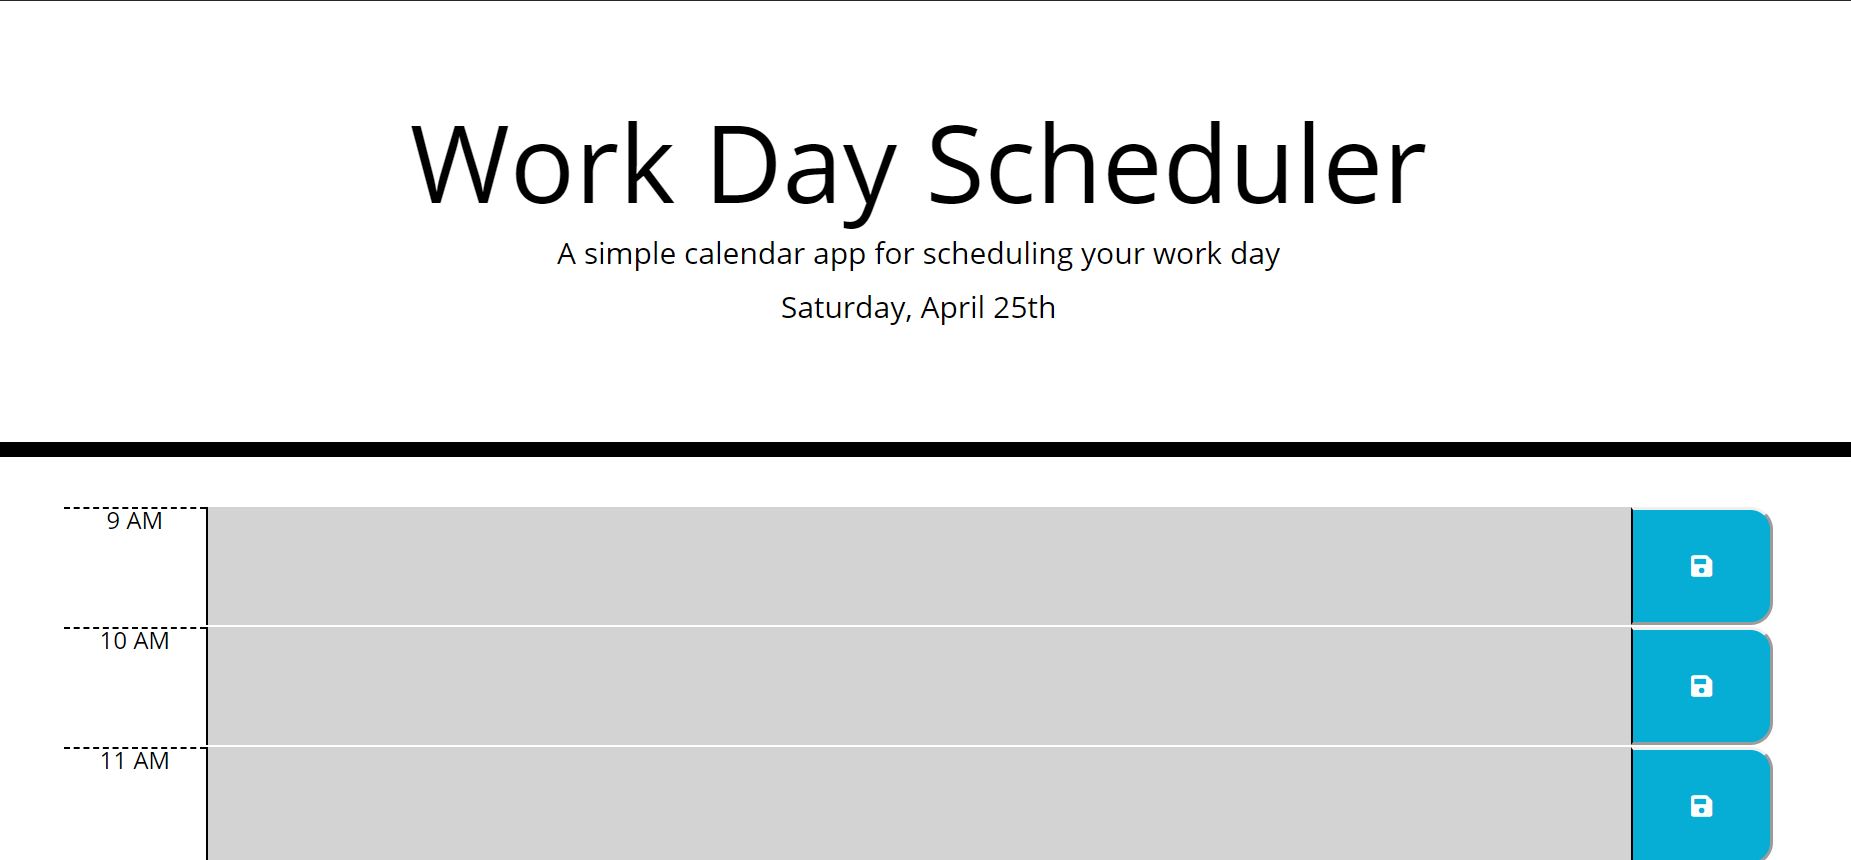 Work Day Scheduler
A simple calendar app for scheduling your work day
Saturday, April 25th
9 AM
10 AM
11 AM